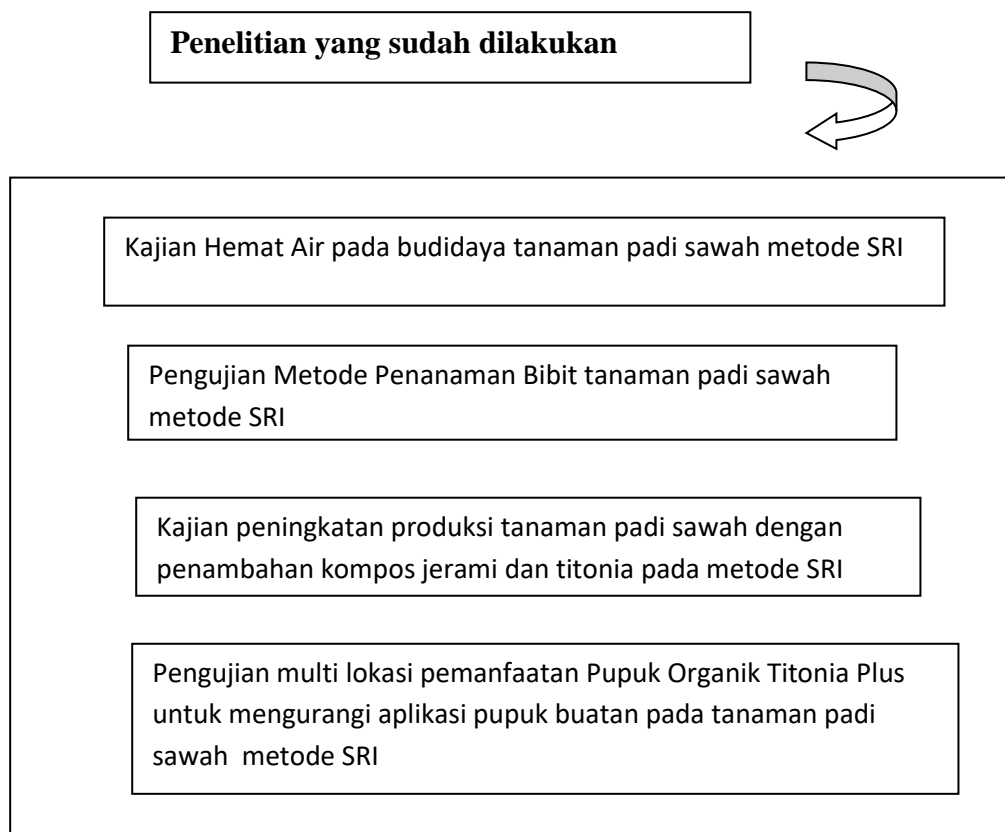 Penelitian yang sudah dilakukan
Kajian Hemat Air pada budidaya tanaman padi sawah metode SRI
Pengujian Metode Penanaman Bibit tanaman padi sawah
metode SRI
Kajian peningkatan produksi tanaman padi sawah dengan
penambahan kompos jerami dan titonia pada metode SRI
Pengujian multi lokasi pemanfaatan Pupuk Organik Titonia Plus
untuk mengurangi aplikasi pupuk buatan pada tanaman padi
sawah metode SRI